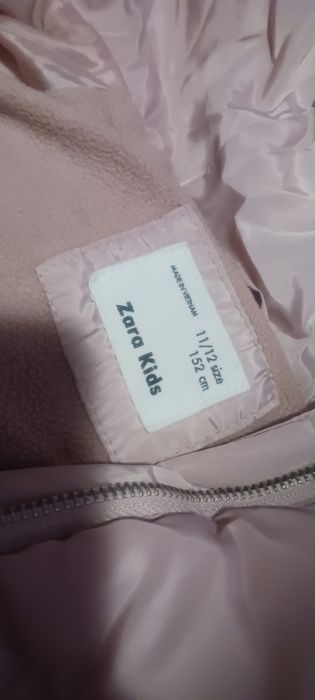 Zara Kids
11/12 size
152 cm
MADE IN VIETNAM